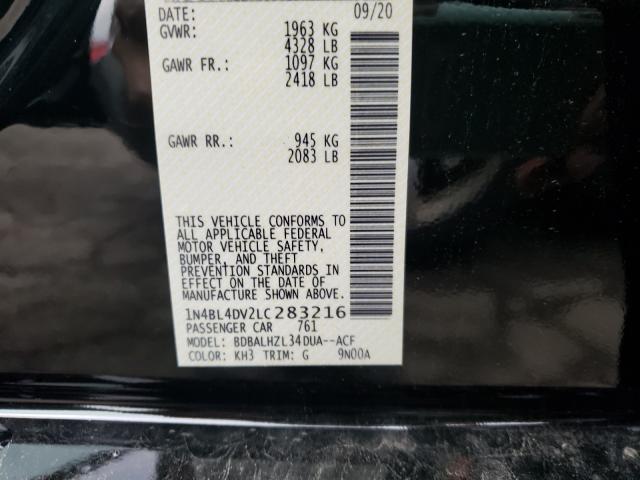 DATE: 09/20
GVWR: 1963 KG
4328 LB
GAWR FR.: 1097 KG
2418 LB
GAWR RR.: 945 KG
2083 LB
THIS VEHICLE CONFORMS TO
ALL APPLICABLE FEDERAL
MOTOR VEHICLE SAFETY,
BUMPER, AND THEFT
PREVENTION STANDARDS IN
EFFECT ON THE DATE OF
MANUFACTURE SHOWN ABOVE.
1N4BL4DV2LC283216
PASSENGER CAR 761
MODEL: BDBALHZL34DUA--ACF
COLOR: KH3 TRIM: G 9N00A